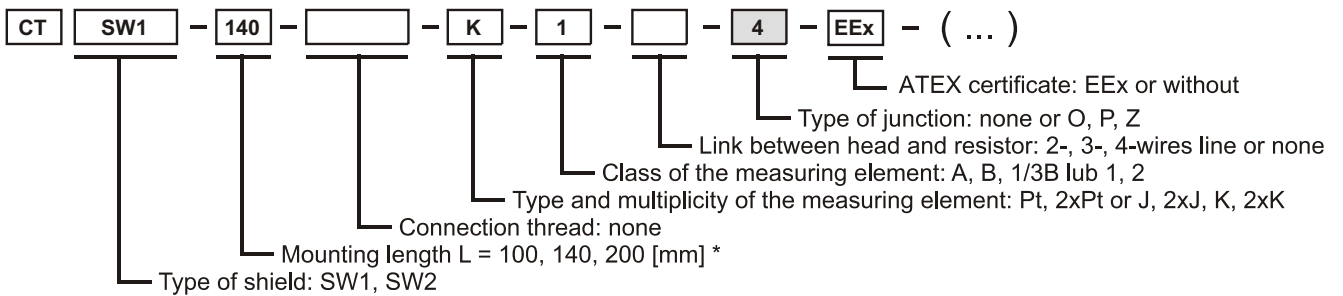 CT SW1 – 140 – – K – 1 – – 4 – EEx – ( ... )
ATEX certificate: EEx or without
Type of junction: none or O, P, Z
Link between head and resistor: 2-, 3-, 4-wires line or none
Class of the measuring element: A, B, 1/3B lub 1, 2
Type and multiplicity of the measuring element: Pt, 2xPt or J, 2xJ, K, 2xK
Connection thread: none
Mounting length L = 100, 140, 200 [mm] *
Type of shield: SW1, SW2